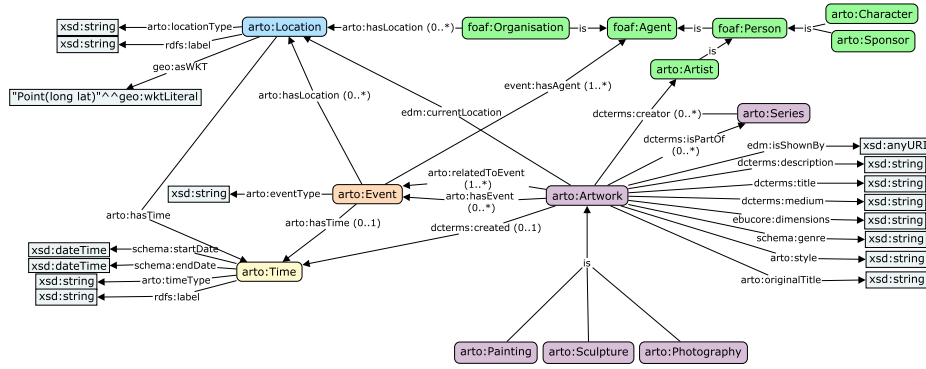 arto:Character
xsd:string
arto:locationType
arto:Location
arto:hasLocation (0..*)
foaf:Organisation
is
foaf:Agent
is
foaf:Person
is
arto:Sponsor
xsd:string
rdfs:label
is
geo:asWKT
arto:Artist
"Point(long lat)"^^geo:wktLiteral
arto:hasLocation (0..*)
event:hasAgent (1..*)
edm:currentLocation
dcterms:creator (0..*)
arto:Series
dcterms:isPartOf
(0..*)
edm:isShownBy
xsd:anyURI
dcterms:description
xsd:string
arto:relatedToEvent
(1..*)
dcterms:title
xsd:string
xsd:string
arto:eventType
arto:Event
arto:hasEvent
(0..*)
arto:Artwork
dcterms:medium
xsd:string
arto:hasTime
arto:hasTime (0..1)
dcterms:created (0..1)
ebucore:dimensions
xsd:string
schema:genre
xsd:string
xsd:dateTime
schema:startDate
arto:style
xsd:string
xsd:dateTime
schema:endDate
arto:Time
is
arto:originalTitle
xsd:string
xsd:string
arto:timeType
xsd:string
rdfs:label
arto:Painting
arto:Sculpture
arto:Photography